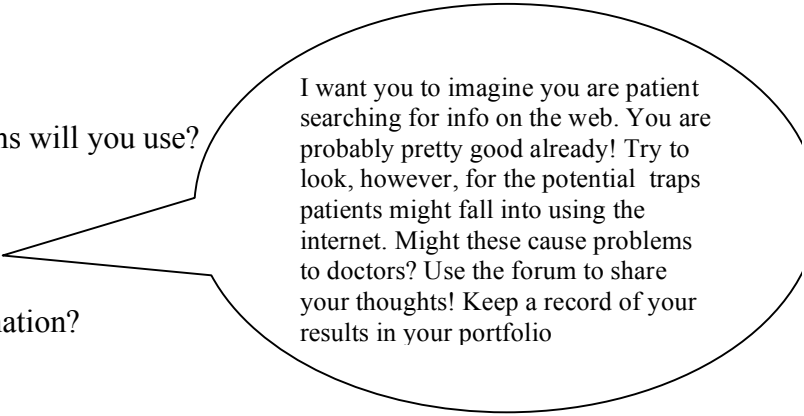 ns will you use?
nation?
I want you to imagine you are patient
searching for info on the web. You are
probably pretty good already! Try to
look, however, for the potential  traps
patients might fall into using the
internet. Might these cause problems
to doctors? Use the forum to share
your thoughts! Keep a record of your
results in your portfolio